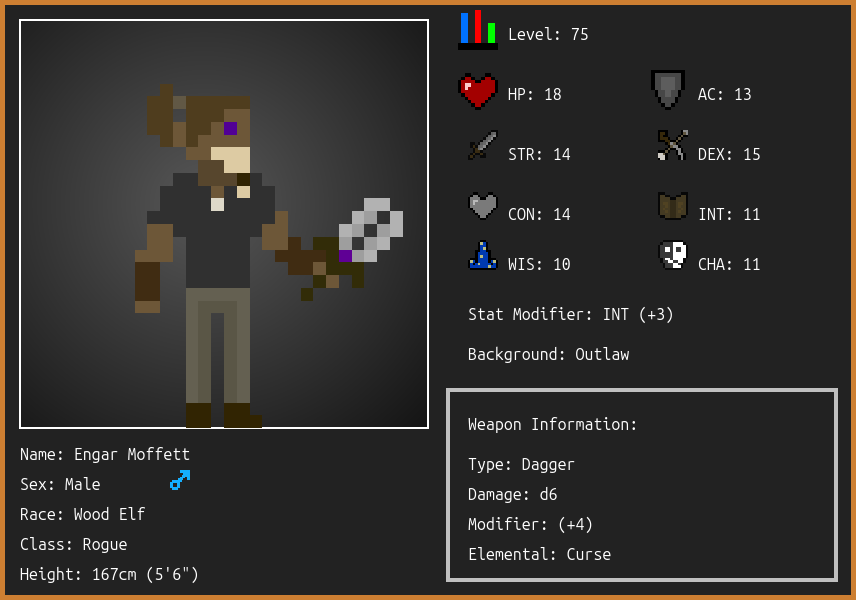 Level: 75
HP: 18
AC: 13
STR: 14
DEX: 15
CON: 14
INT: 11
WIS: 10
CHA: 11
Stat Modifier: INT (+3)
Background: Outlaw
Weapon Information:
Type: Dagger
Damage: d6
Modifier: (+4)
Elemental: Curse
Name: Engar Moffett
Sex: Male
Race: Wood Elf
Class: Rogue
Height: 167cm (5'6")